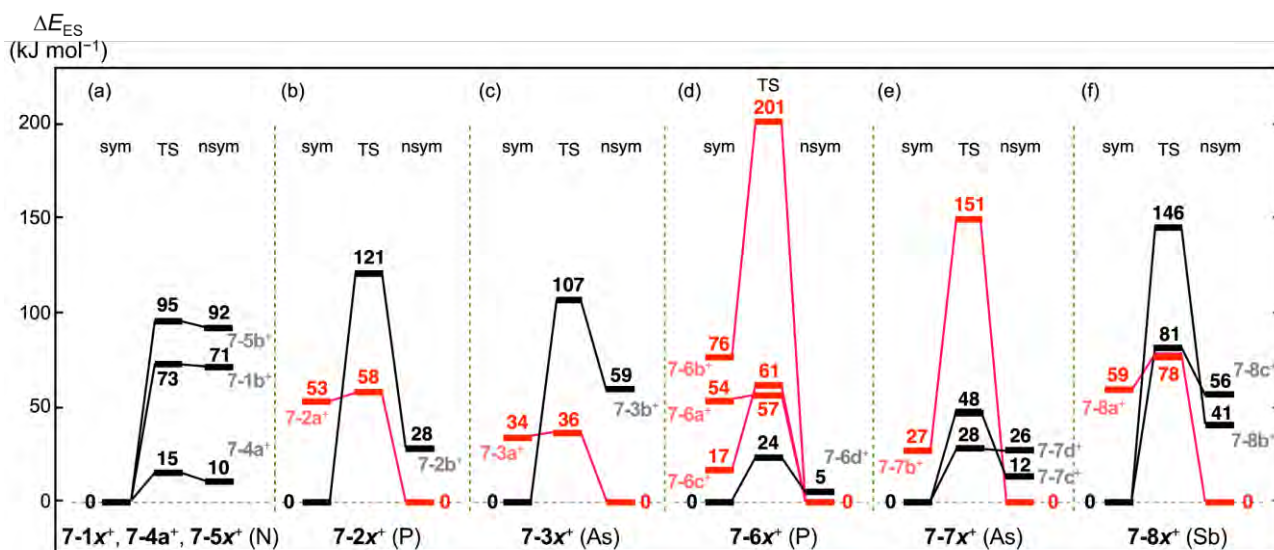 ΔE_ES
(kJ mol⁻¹)
(a) (b) (c) (d) (e) (f)
TS
200 201
sym TS nsym sym TS nsym sym TS nsym sym nsym sym TS nsym sym TS nsym
150 151 146
121
107
100 95 92
7-5b⁺
71
73 7-1b⁺
76
7-6b⁺
81
78
53 58
7-2a⁺
59
7-3b⁺
54 61
7-6a⁺ 57
59 56 7-8c⁺
7-8a⁺
50 48
41
7-8b⁺
34 36
7-3a⁺
28
7-2b⁺
27 28 26
7-7b⁺ 7-7d⁺
24
17
7-6c⁺
7-6d⁺
5
12
7-7c⁺
7-4a⁺
15 10
0 0 0 0 0 0 0 0 0 0 0 0
7-1x⁺, 7-4a⁺, 7-5x⁺ (N) 7-2x⁺ (P) 7-3x⁺ (As) 7-6x⁺ (P) 7-7x⁺ (As) 7-8x⁺ (Sb)